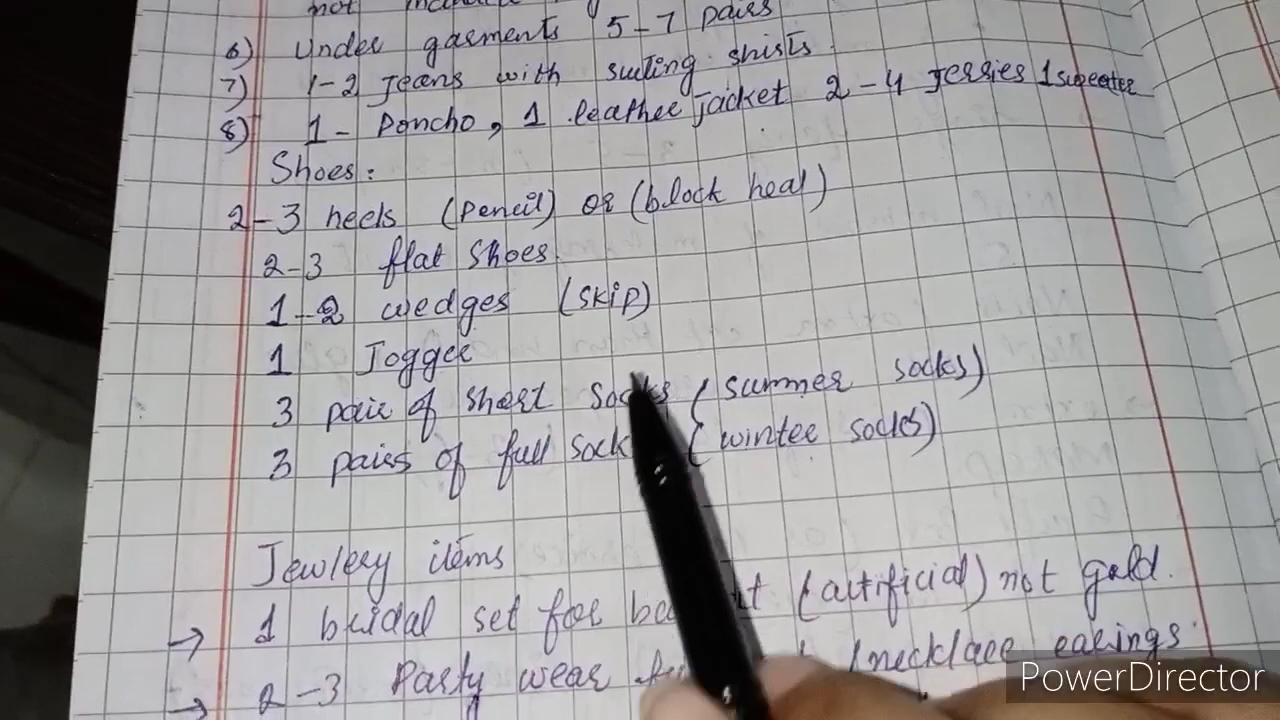 not
6) Under garments 5-7 pairs
7) 1-2 Jeans with suiting shirts
8) 1- Poncho, 1 leather jacket 2-4 Jersies 1 sweater
Shoes:
2-3 heels (Pencil) or (block heal)
2-3 flat shoes.
1-2 wedges (skip)
1 Jogger
3 pair of short socks (summer socks)
3 pairs of full sock (winter socks)
Jewlery items
→ 1 bridal set for (artificial) not gold.
→ 2-3 Party wear (necklace earings
PowerDirector